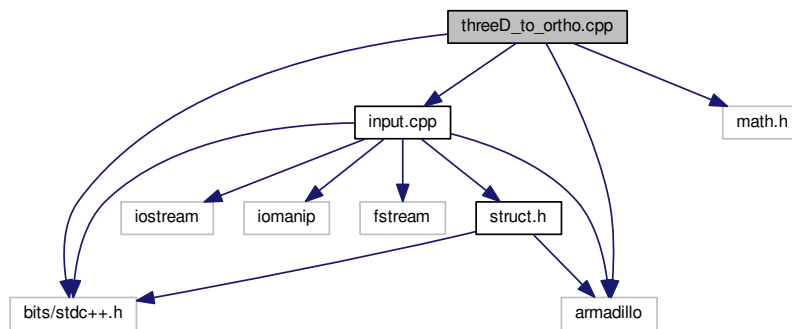 threeD_to_ortho.cpp
input.cpp
math.h
iostream
iomanip
fstream
struct.h
bits/stdc++.h
armadillo